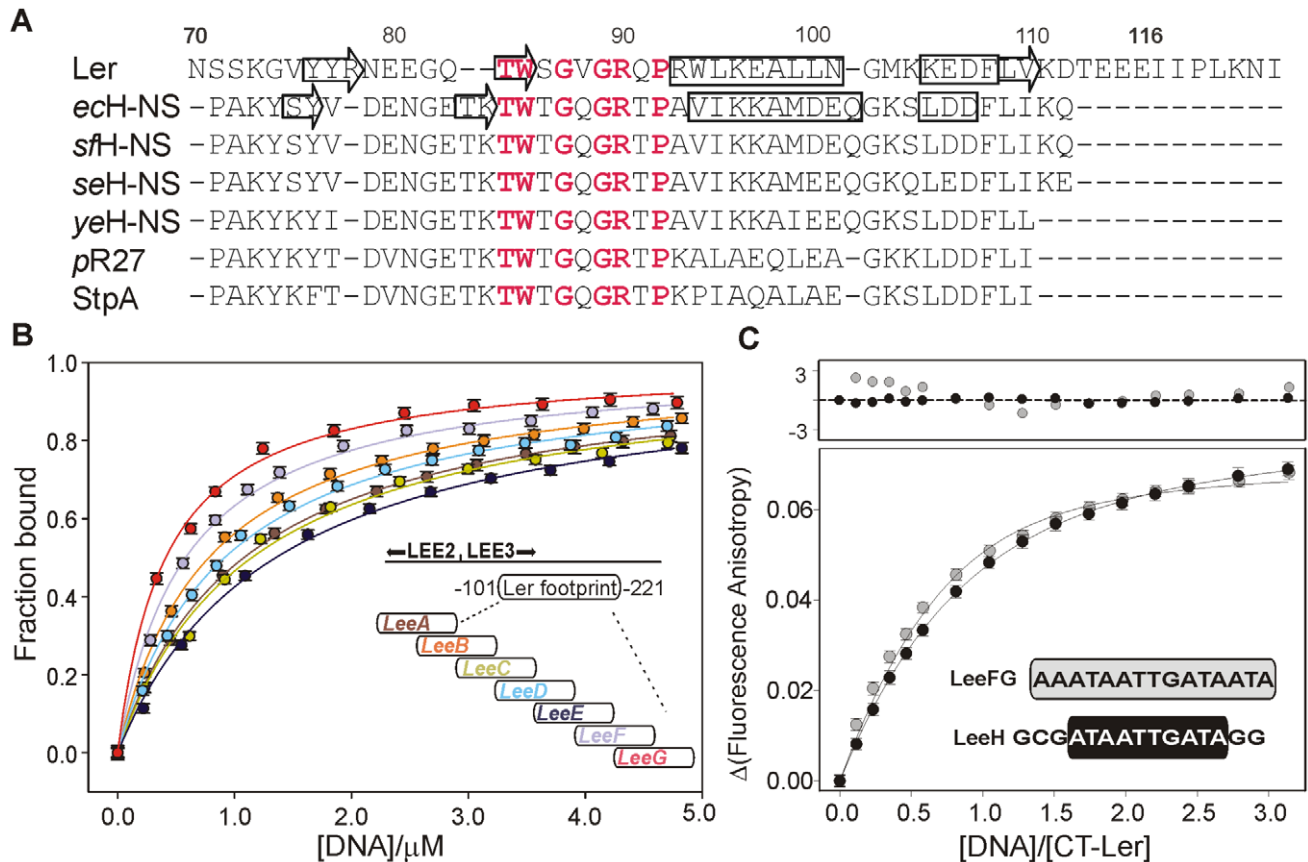 A
70 80 90 100 110 116
Ler NSSKGVYYRNEEGQ--TWSGVGRQPRWLKEALLN-GMKKEDFLVKDTEEEIIPLKNI
ecH-NS -PAKYSYV-DENGETKTWTGQGRTPAVIKKAMDEQGKSLDDFLIKQ-----------
sfH-NS -PAKYSYV-DENGETKTWTGQGRTPAVIKKAMDEQGKSLDDFLIKQ-----------
seH-NS -PAKYSYV-DENGETKTWTGQGRTPAVIKKAMEEQGKQLEDFLIKE-----------
yeH-NS -PAKYKYI-DENGETKTWTGQGRTPAVIKKAIEEQGKSLDDFLL-------------
pR27 -PAKYKYT-DVNGETKTWTGQGRTPKALAEQLEA-GKSLDDFLI-------------
StpA -PAKYKFT-DVNGETKTWTGQGRTPKPIAQALAE-GKSLDDFLI-------------
B
Fraction bound
1.0
0.8
0.6
0.4
0.2
0.0
LEE2, LEE3
-101 Ler footprint -221
LeeA
LeeB
LeeC
LeeD
LeeE
LeeF
LeeG
0.0 1.0 2.0 3.0 4.0 5.0
[DNA]/μM
C
3
-3
Δ(Fluorescence Anisotropy)
0.06
0.04
0.02
0.00
LeeFG AAATAATTGATAATA
LeeH GCGATAATTGATAGG
0.0 0.5 1.0 1.5 2.0 2.5 3.0
[DNA]/[CT-Ler]